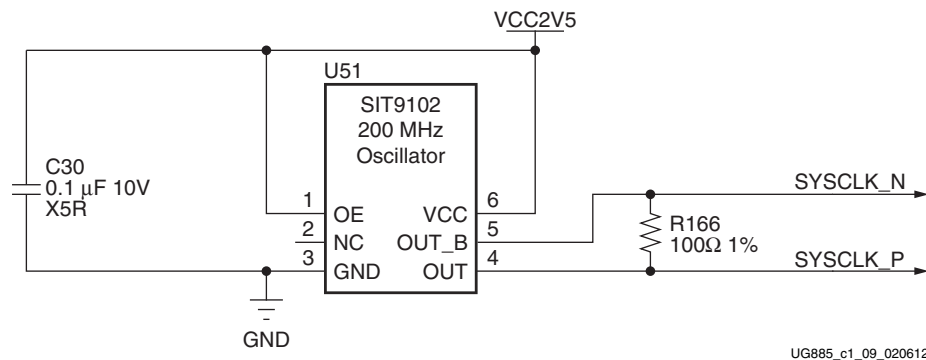 VCC2V5
U51
SIT9102
200 MHz
Oscillator
C30
0.1 μF 10V
X5R
1
OE
VCC
6
2
NC
OUT_B
5
3
GND
OUT
4
SYSCLK_N
R166
100Ω 1%
SYSCLK_P
GND
UG885_c1_09_020612